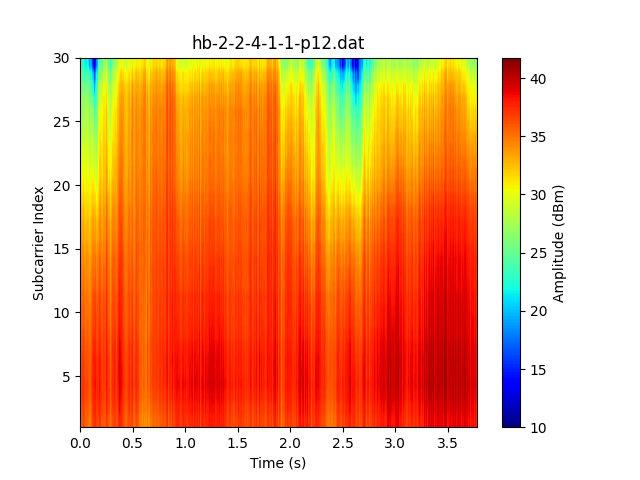 hb-2-2-4-1-1-p12.dat
30
25
20
15
10
5
Subcarrier Index
0.0 0.5 1.0 1.5 2.0 2.5 3.0 3.5
Time (s)
40
35
30
25
20
15
10
Amplitude (dBm)